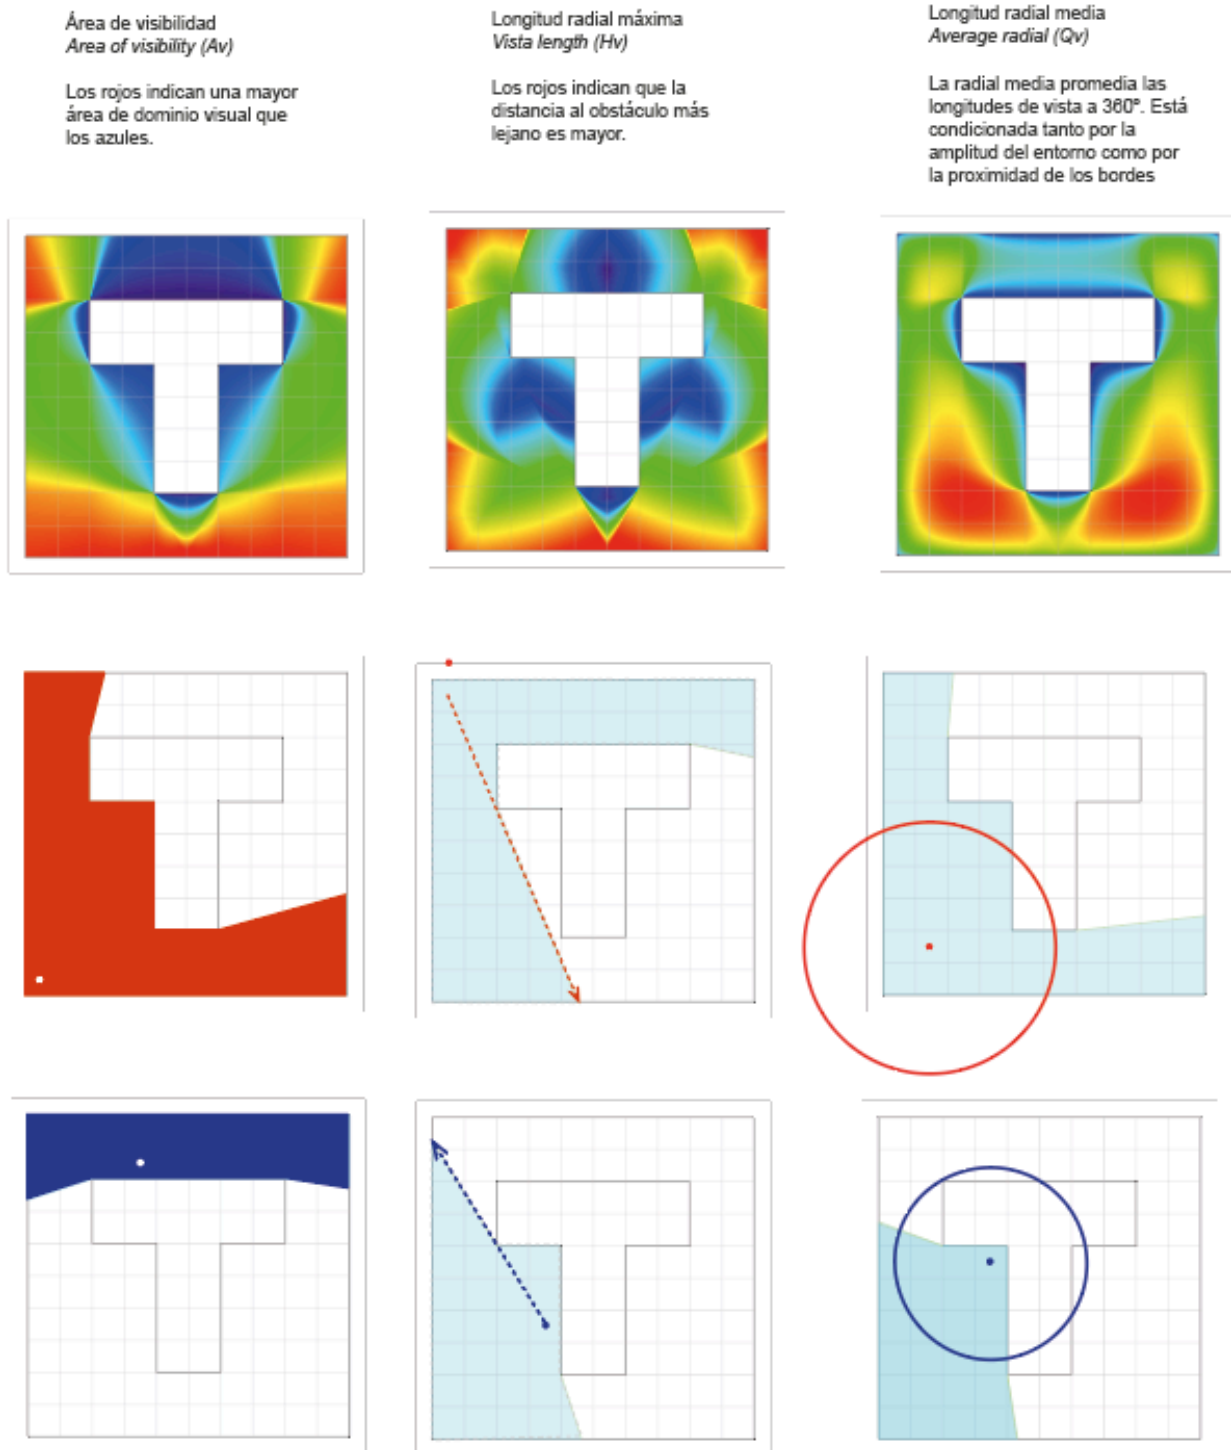 Área de visibilidad
Area of visibility (Av)
Los rojos indican una mayor
área de dominio visual que
los azules.
Longitud radial máxima
Vista length (Hv)
Los rojos indican que la
distancia al obstáculo más
lejano es mayor.
Longitud radial media
Average radial (Qv)
La radial media promedia las
longitudes de vista a 360º. Está
condicionada tanto por la
amplitud del entorno como por
la proximidad de los bordes